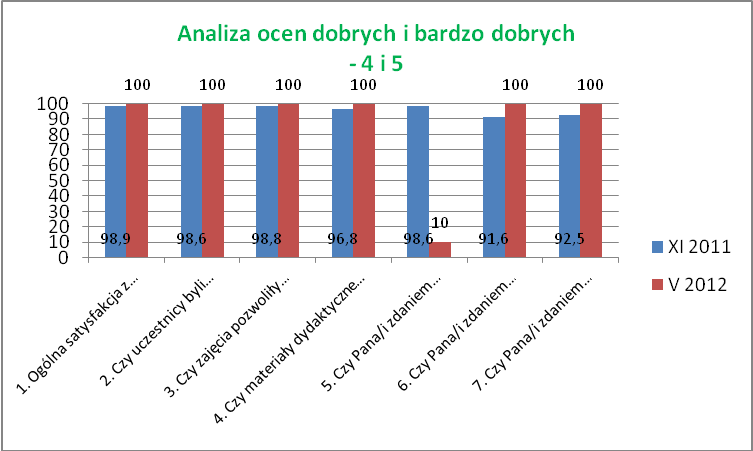 Analiza ocen dobrych i bardzo dobrych
- 4 i 5
100 100 100 100 100 100
100
90
80
70
60
50
40
30
20
10
0
10
98,9 98,6 98,8 96,8 98,6 91,6 92,5
XI 2011
V 2012
1. Ogólna satysfakcja z...
2. Czy uczestnicy byli...
3. Czy zajęcia pozwoliły...
4. Czy materiały dydaktyczne...
5. Czy Pana/i zdaniem...
6. Czy Pana/i zdaniem...
7. Czy Pana/i zdaniem...